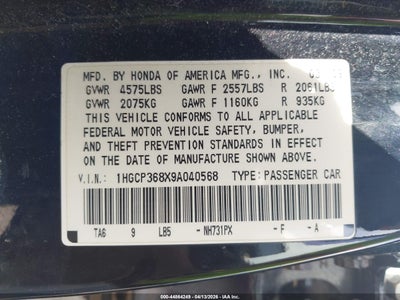 MFD. BY HONDA OF AMERICA MFG., INC.
GVWR 4575LBS GAWR F 2557LBS R 2061LBS
GVWR 2075KG GAWR F 1160KG R 935KG
THIS VEHICLE CONFORMS TO ALL APPLICABLE
FEDERAL MOTOR VEHICLE SAFETY, BUMPER,
AND THEFT PREVENTION STANDARDS IN EFFECT
ON THE DATE OF MANUFACTURE SHOWN ABOVE.
V.I.N.: 1HGCP368X9A040568 TYPE: PASSENGER CAR
TA6 9 LB5 -NH731PX -F -A
000-44864249 - 04/13/2026 -